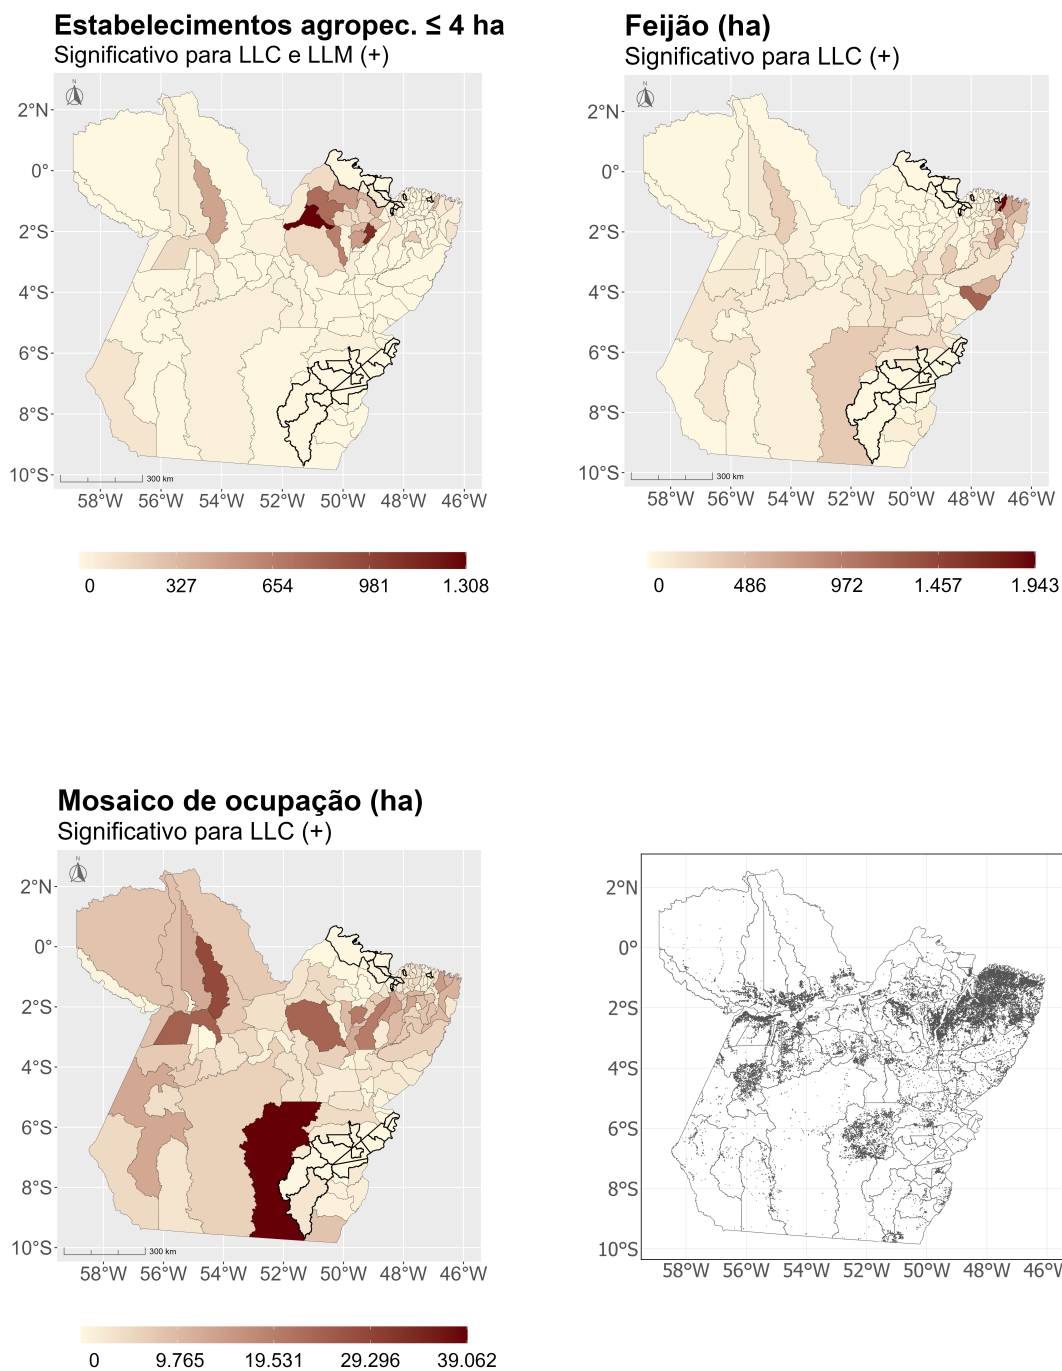 Estabelecimentos agropec. ≤ 4 ha
Significativo para LLC e LLM (+)
N
2°N
0°
2°S
4°S
6°S
8°S
10°S
300 km
58°W 56°W 54°W 52°W 50°W 48°W 46°W
0 327 654 981 1.308
Feijão (ha)
Significativo para LLC (+)
N
2°N
0°
2°S
4°S
6°S
8°S
10°S
300 km
58°W 56°W 54°W 52°W 50°W 48°W 46°W
0 486 972 1.457 1.943
Mosaico de ocupação (ha)
Significativo para LLC (+)
N
2°N
0°
2°S
4°S
6°S
8°S
10°S
300 km
58°W 56°W 54°W 52°W 50°W 48°W 46°W
0 9.765 19.531 29.296 39.062
2°N
0°
2°S
4°S
6°S
8°S
10°S
58°W 56°W 54°W 52°W 50°W 48°W 46°W